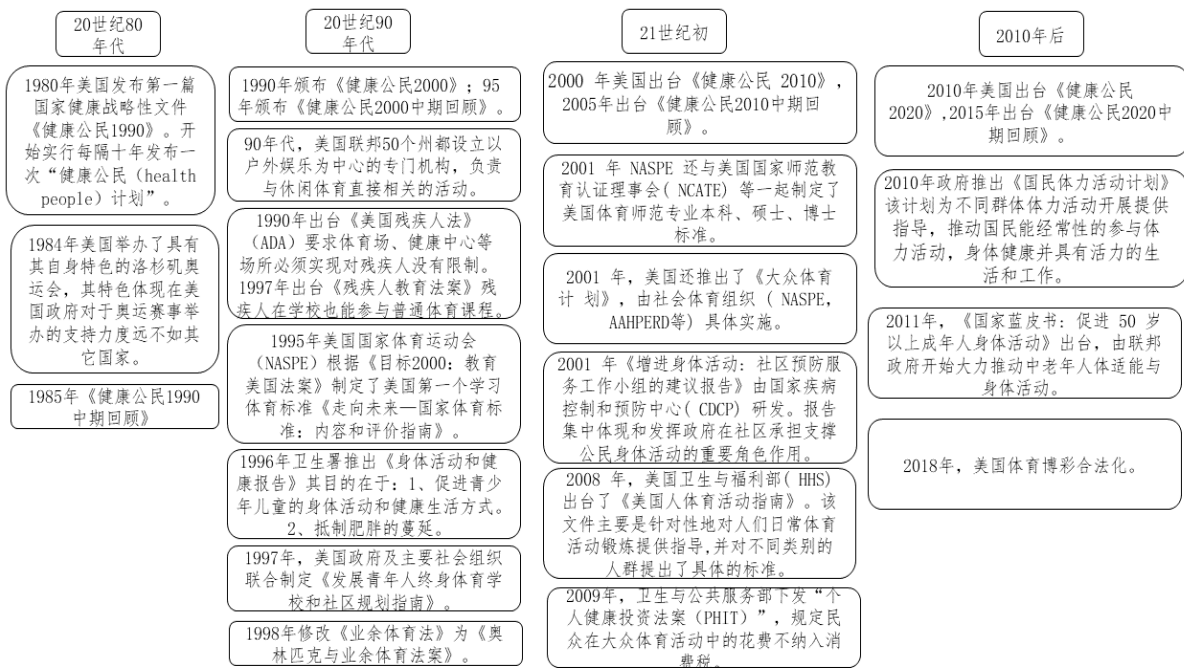 20世纪80
年代
1980年美国发布第一篇
国家健康战略性文件
《健康公民1990》。开
始实行每隔十年发布一
次“健康公民（health
people）计划”。
1984年美国举办了具有
其自身特色的洛杉矶奥
运会，其特色体现在美
国政府对于奥运赛事举
办的支持力度远不如其
它国家。
1985年《健康公民1990
中期回顾》
20世纪90
年代
1990年颁布《健康公民2000》；95
年颁布《健康公民2000中期回顾》。
90年代，美国联邦50个州都设立以
户外娱乐为中心的专门机构，负责
与休闲体育直接相关的活动。
1990年出台《美国残疾人法》
（ADA）要求体育场、健康中心等
场所必须实现对残疾人没有限制。
1997年出台《残疾人教育法案》残
疾人在学校也能参与普通体育课程。
1995年美国国家体育运动会
（NASPE）根据《目标2000：教育
美国法案》制定了美国第一个学习
体育标准《走向未来—国家体育标
准：内容和评价指南》。
1996年卫生署推出《身体活动和健
康报告》其目的在于：1、促进青少
年儿童的身体活动和健康生活方式。
2、抵制肥胖的蔓延。
1997年，美国政府及主要社会组织
联合制定《发展青年人终身体育学
校和社区规划指南》。
1998年修改《业余体育法》为《奥
林匹克与业余体育法案》。
21世纪初
2000 年美国出台《健康公民 2010》，
2005年出台《健康公民2010中期回
顾》。
2001 年 NASPE 还与美国国家师范教
育认证理事会( NCATE) 等一起制定了
美国体育师范专业本科、硕士、博士
标准。
2001 年，美国还推出了《大众体育
计 划》，由社会体育组织 ( NASPE，
AAHPERD等) 具体实施。
2001 年《增进身体活动：社区预防服
务工作小组的建议报告》由国家疾病
控制和预防中心( CDCP) 研发。报告
集中体现和发挥政府在社区承担支撑
公民身体活动的重要角色作用。
2008 年，美国卫生与福利部( HHS)
出台了《美国人体育活动指南》。该
文件主要是针对性地对人们日常体育
活动锻炼提供指导,并对不同类别的
人群提出了具体的标准。
2009年，卫生与公共服务部下发“个
人健康投资法案（PHIT）”，规定民
众在大众体育活动中的花费不纳入消
费税。
2010年后
2010年美国出台《健康公民
2020》,2015年出台《健康公民2020中
期回顾》。
2010年政府推出《国民体力活动计划》
该计划为不同群体体力活动开展提供
指导，推动国民能经常性的参与体
力活动，身体健康并具有活力的生
活和工作。
2011年，《国家蓝皮书：促进 50 岁
以上成年人身体活动》出台，由联邦
政府开始大力推动中老年人体适能与
身体活动。
2018年，美国体育博彩合法化。